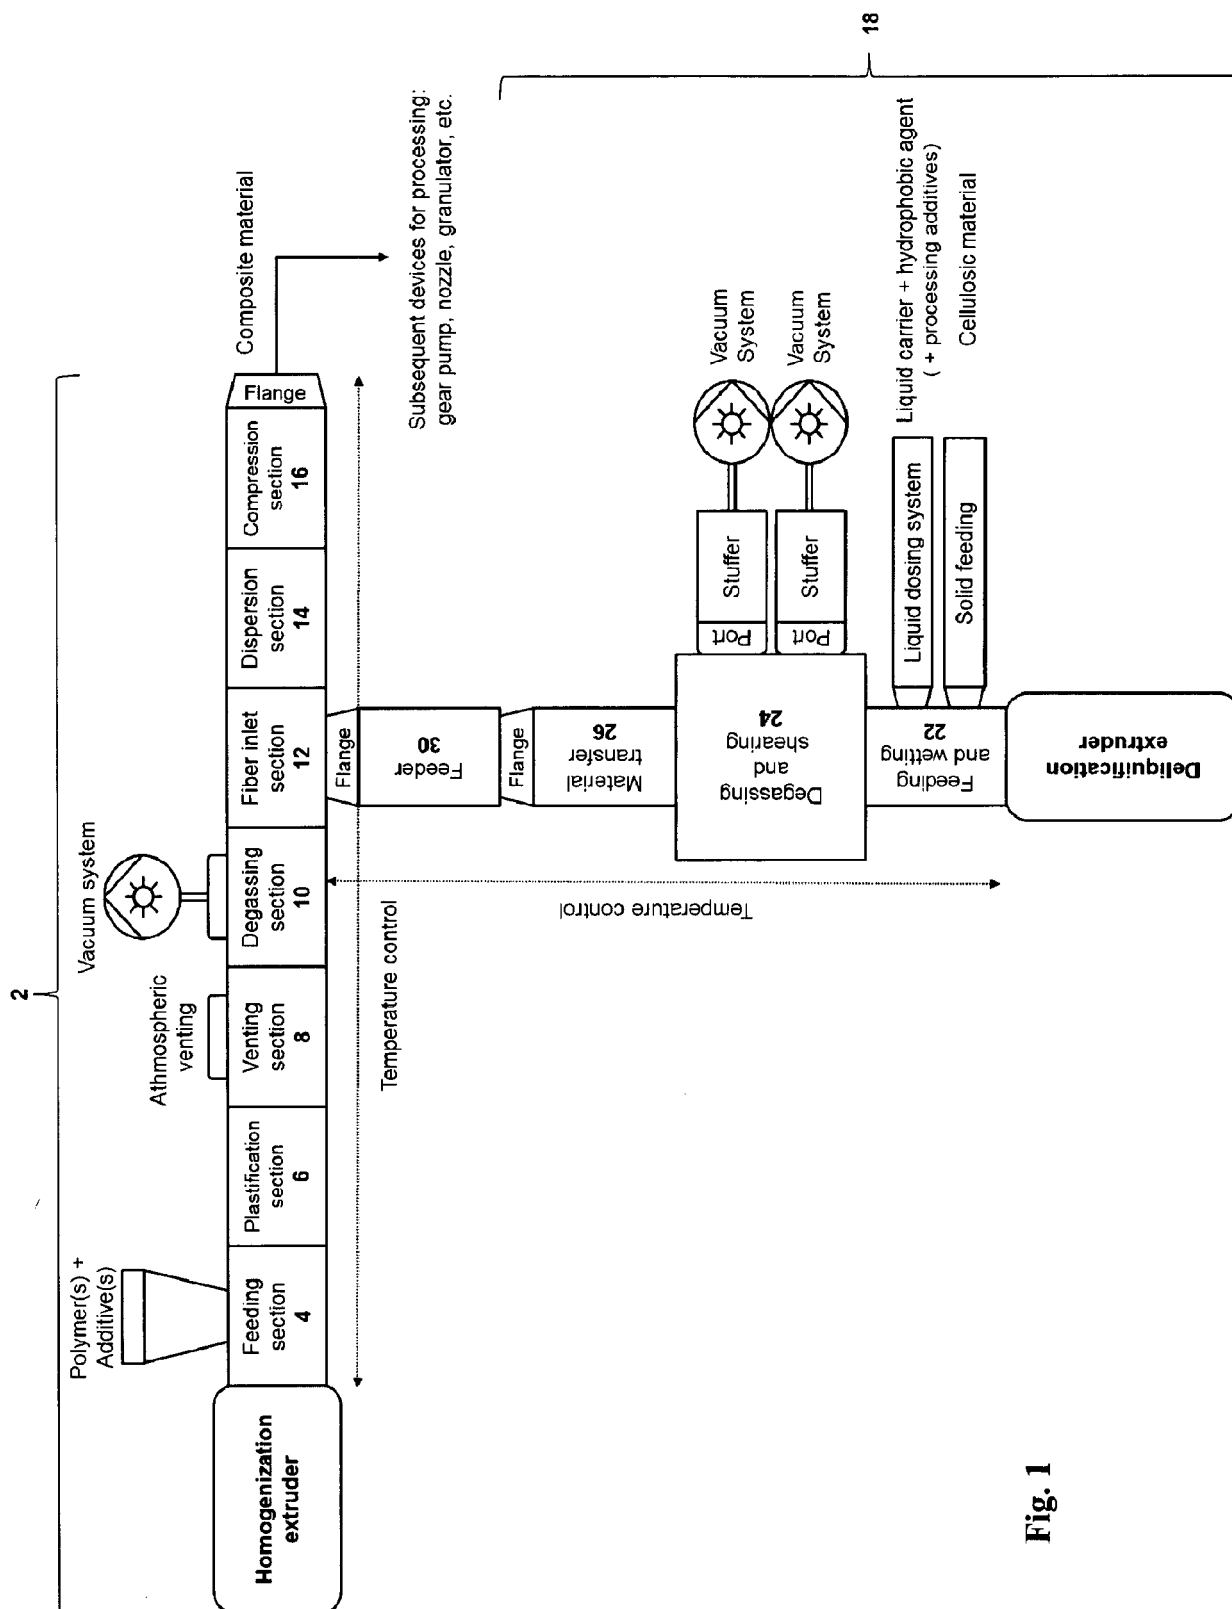 2
Polymer(s) +
Additive(s)
Athmospheric
venting
Vacuum system
Homogenization
extruder
Feeding
section
4
Plastification
section
6
Venting
section
8
Degassing
section
10
Fiber inlet
section
12
Dispersion
section
14
Compression
section
16
Flange
Composite material
Subsequent devices for processing:
gear pump, nozzle, granulator, etc.
Temperature control
Flange
Feeder
30
Flange
Material
transfer
26
Degassing
and
shearing
24
Feeding
and wetting
22
Deliquification
extruder
Temperature control
Port
Stuffer
Vacuum
System
Port
Stuffer
Vacuum
System
Liquid dosing system
Liquid carrier + hydrophobic agent
( + processing additives)
Solid feeding
Cellulosic material
18
Fig. 1